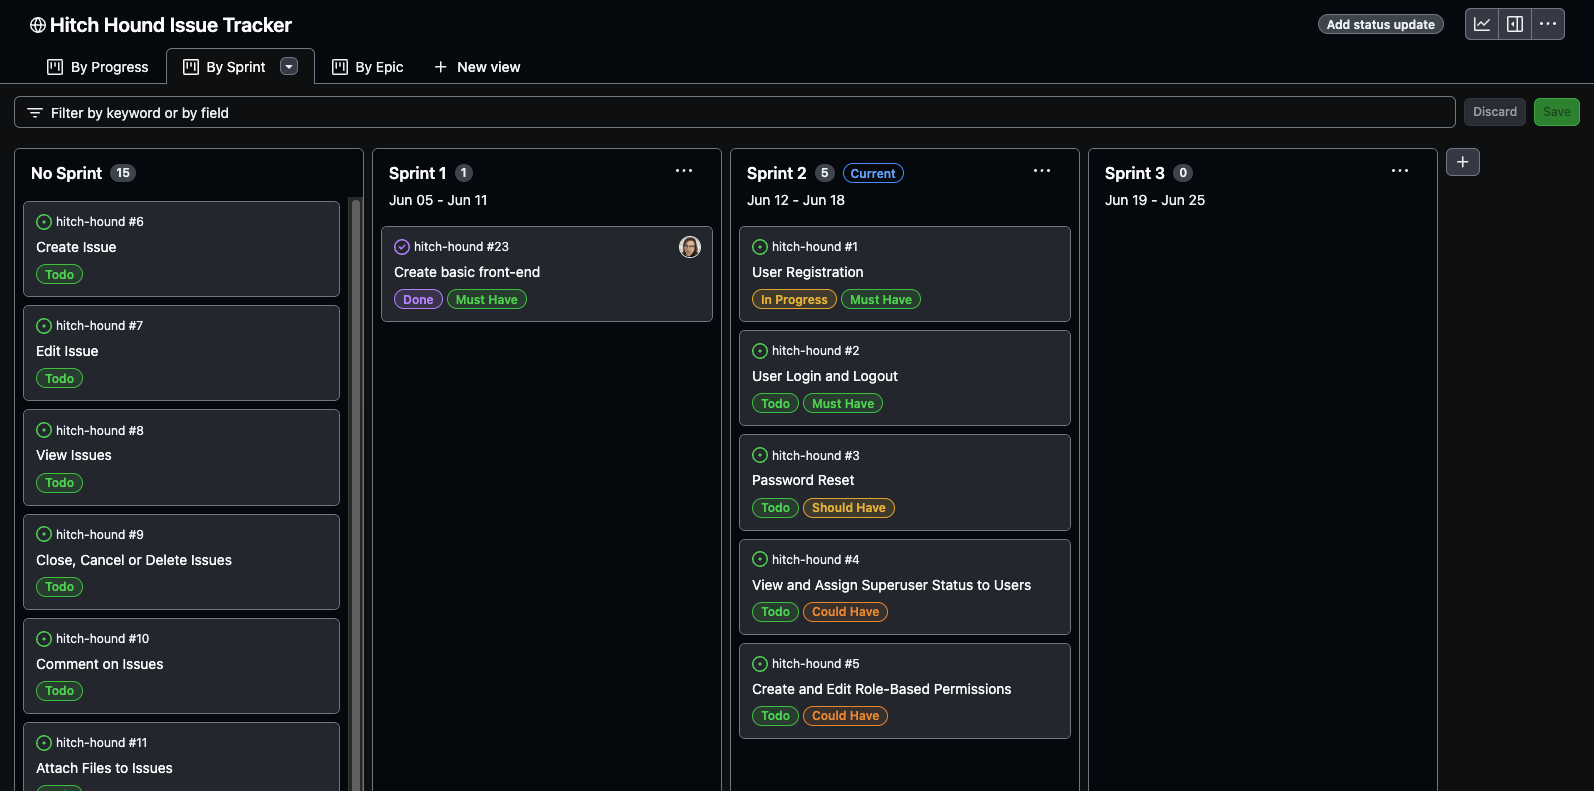 Hitch Hound Issue Tracker
Add status update
By Progress
By Sprint
By Epic
New view
Filter by keyword or by field
Discard
Save
No Sprint 15
hitch-hound #6
Create Issue
Todo
hitch-hound #7
Edit Issue
Todo
hitch-hound #8
View Issues
Todo
hitch-hound #9
Close, Cancel or Delete Issues
Todo
hitch-hound #10
Comment on Issues
Todo
hitch-hound #11
Attach Files to Issues
Sprint 1 1
Jun 05 - Jun 11
hitch-hound #23
Create basic front-end
Done Must Have
Sprint 2 5 Current
Jun 12 - Jun 18
hitch-hound #1
User Registration
In Progress Must Have
hitch-hound #2
User Login and Logout
Todo Must Have
hitch-hound #3
Password Reset
Todo Should Have
hitch-hound #4
View and Assign Superuser Status to Users
Todo Could Have
hitch-hound #5
Create and Edit Role-Based Permissions
Todo Could Have
Sprint 3 0
Jun 19 - Jun 25